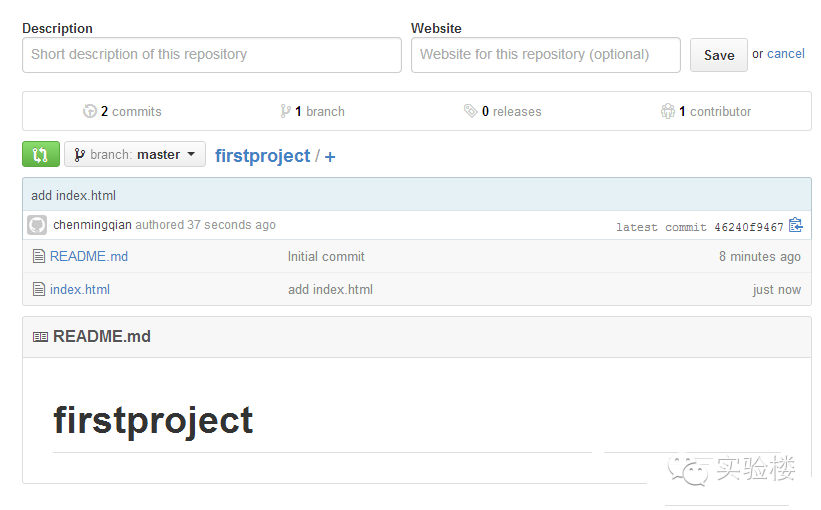 Description Website
Short description of this repository Website for this repository (optional) Save or cancel
2 commits 1 branch 0 releases 1 contributor
branch: master firstproject / +
add index.html
chenmingqian authored 37 seconds ago latest commit 46240f9467
README.md Initial commit 8 minutes ago
index.html add index.html just now
README.md
firstproject
实验楼